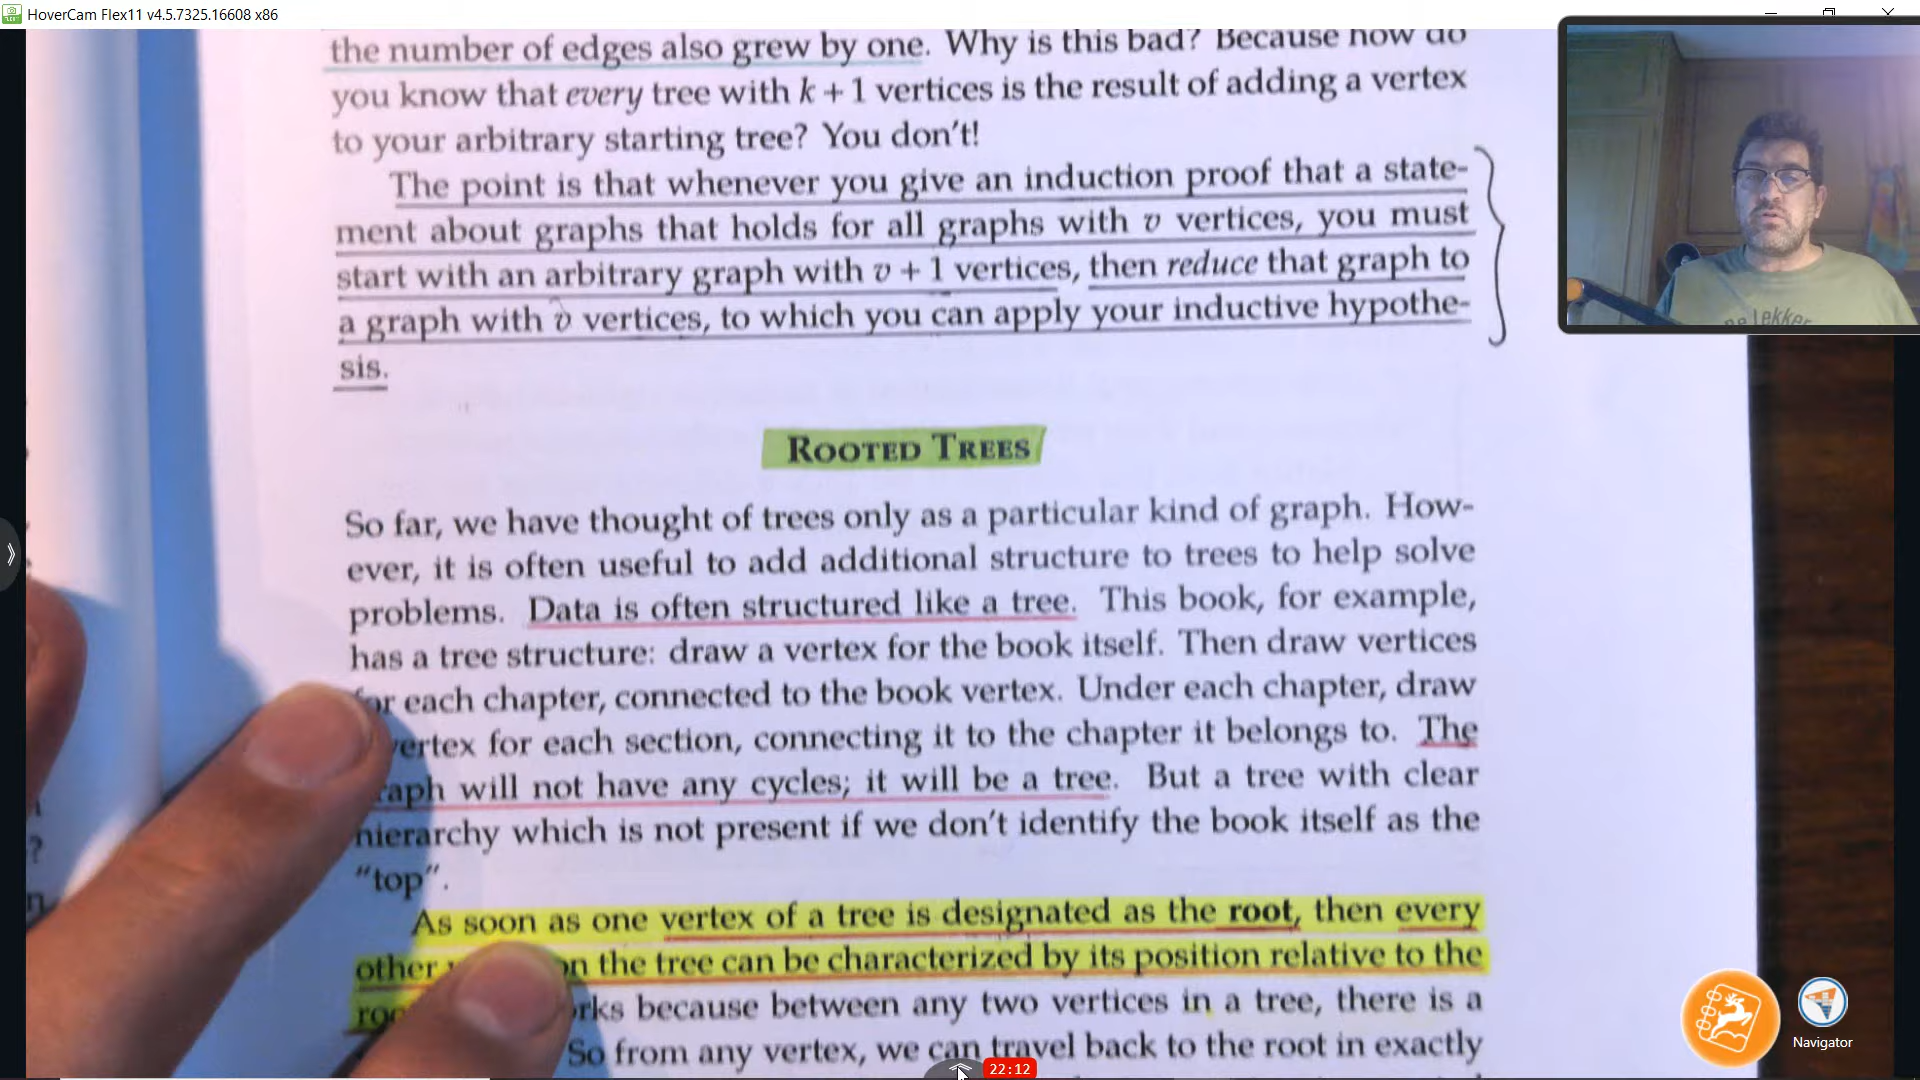 HoverCam Flex11 v4.5.7325.16608 x86
the number of edges also grew by one. Why is this bad? Because how do
you know that every tree with k + 1 vertices is the result of adding a vertex
to your arbitrary starting tree? You don't!
The point is that whenever you give an induction proof that a state-
ment about graphs that holds for all graphs with v vertices, you must
start with an arbitrary graph with v + 1 vertices, then reduce that graph to
a graph with v vertices, to which you can apply your inductive hypothe-
sis.
ROOTED TREES
So far, we have thought of trees only as a particular kind of graph. How-
ever, it is often useful to add additional structure to trees to help solve
problems. Data is often structured like a tree. This book, for example,
has a tree structure: draw a vertex for the book itself. Then draw vertices
each chapter, connected to the book vertex. Under each chapter, draw
for each section, connecting it to the chapter it belongs to. The
will not have any cycles; it will be a tree. But a tree with clear
hierarchy which is not present if we don't identify the book itself as the
"top".
As soon as one vertex of a tree is designated as the root, then every
other on the tree can be characterized by its position relative to the
because between any two vertices in a tree, there is a
So from any vertex, we can travel back to the root in exactly
Navigator
22:12